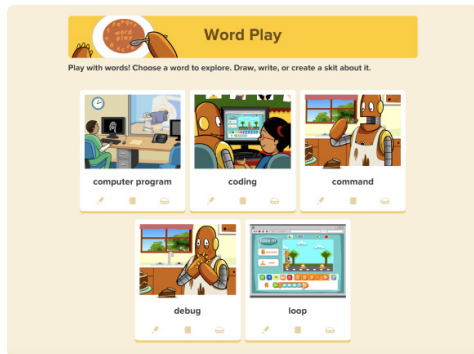 Word Play
Play with words! Choose a word to explore. Draw, write, or create a skit about it.
computer program
coding
command
debug
loop